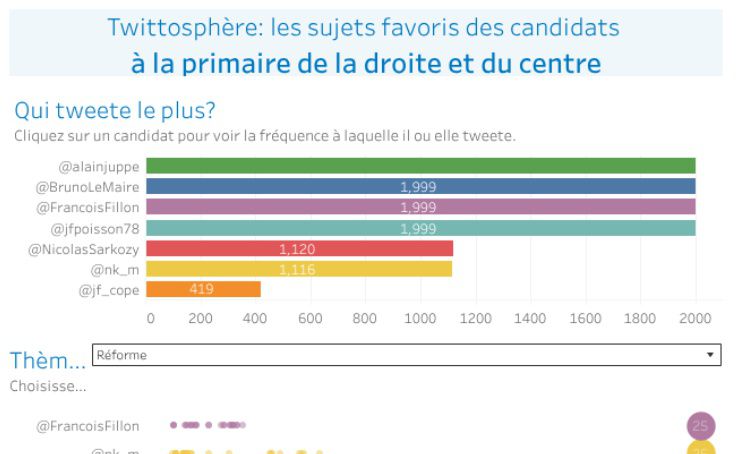 Twittosphère: les sujets favoris des candidats
à la primaire de la droite et du centre
Qui tweete le plus?
Cliquez sur un candidat pour voir la fréquence à laquelle il ou elle tweete.
@alainjuppe
@BrunoLeMaire 1,999
@FrancoisFillon 1,999
@jfpoisson78 1,999
@NicolasSarkozy 1,120
@nk_m 1,116
@jf_cope 419
0 200 400 600 800 1000 1200 1400 1600 1800 2000
Thèm... Réforme
Choisisse...
@FrancoisFillon 25
@nk_m 25